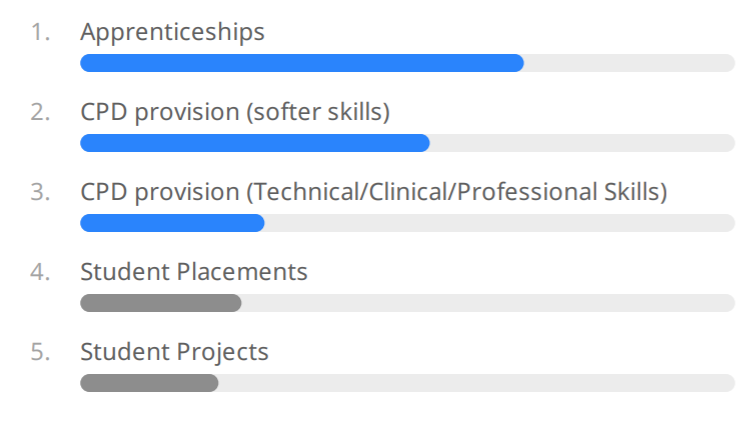 1. Apprenticeships
2. CPD provision (softer skills)
3. CPD provision (Technical/Clinical/Professional Skills)
4. Student Placements
5. Student Projects